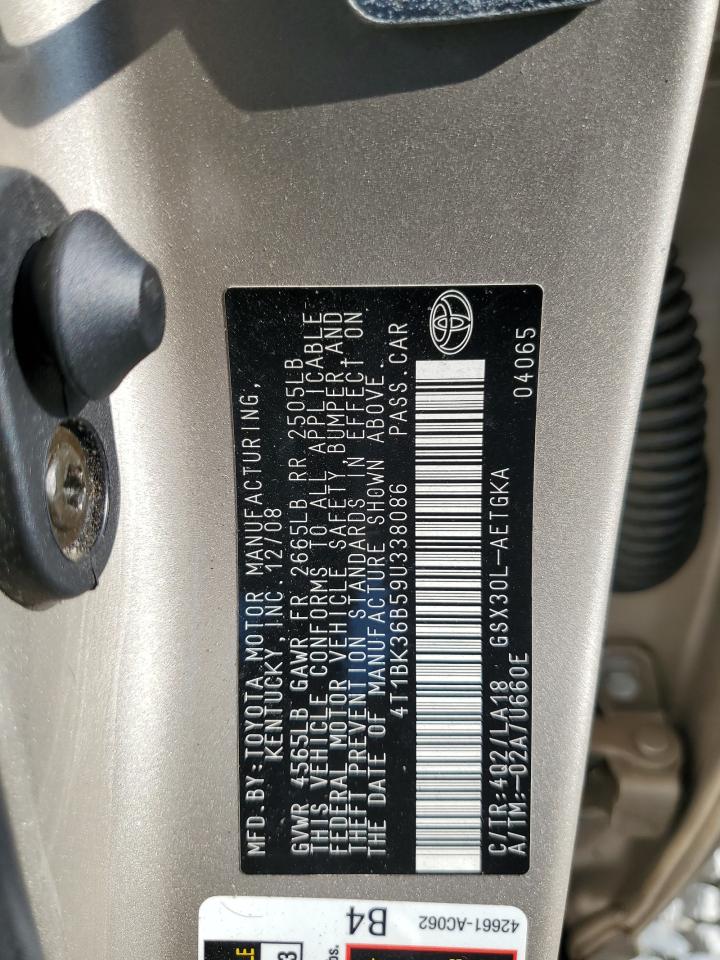 MFD. BY: TOYOTA MOTOR MANUFACTURING,
KENTUCKY, INC. 12/08
GVWR 4565LB GAWR FR 2665LB RR 2505LB
THIS VEHICLE CONFORMS TO ALL APPLICABLE
FEDERAL MOTOR VEHICLE SAFETY, BUMPER AND
THEFT PREVENTION STANDARDS IN EFFECT ON
THE DATE OF MANUFACTURE SHOWN ABOVE.
4T1BK36B59U338086 PASS. CAR
C/TR:4Q2/LA18 GSX30L-AETGKA
A/TM:-02A/U660E 04065
B4
42661-AC062